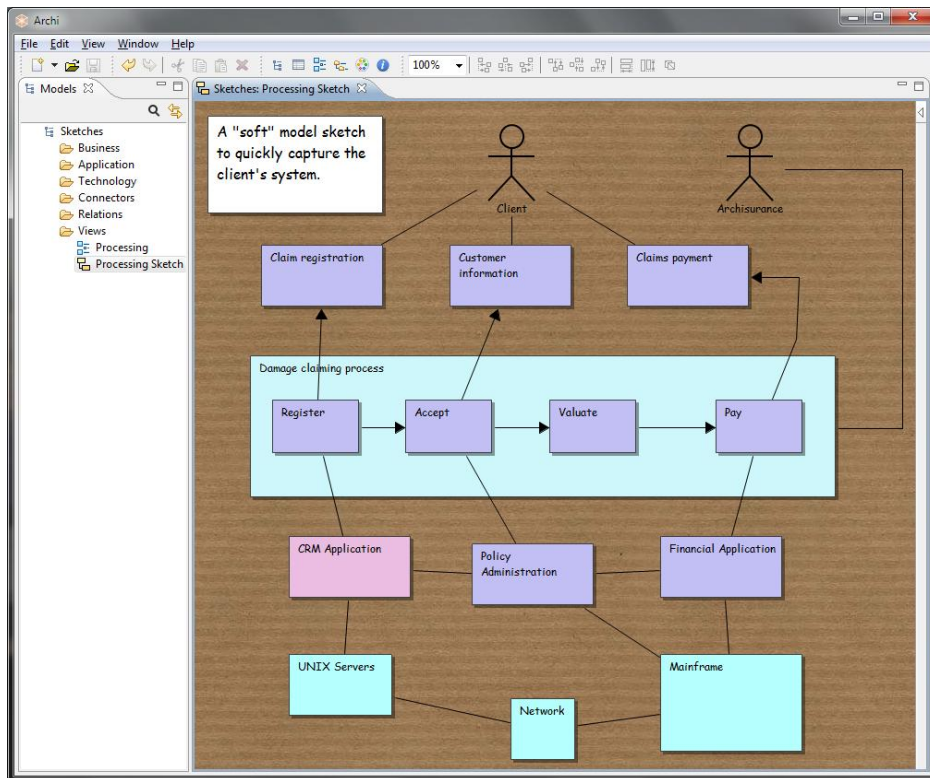 Archi
File Edit View Window Help
100%
Models
Sketches: Processing Sketch
Sketches
Business
Application
Technology
Connectors
Relations
Views
Processing
Processing Sketch
A "soft" model sketch
to quickly capture the
client's system.
Client
Archisurance
Claim registration
Customer
information
Claims payment
Damage claiming process
Register
Accept
Valuate
Pay
CRM Application
Policy
Administration
Financial Application
UNIX Servers
Network
Mainframe